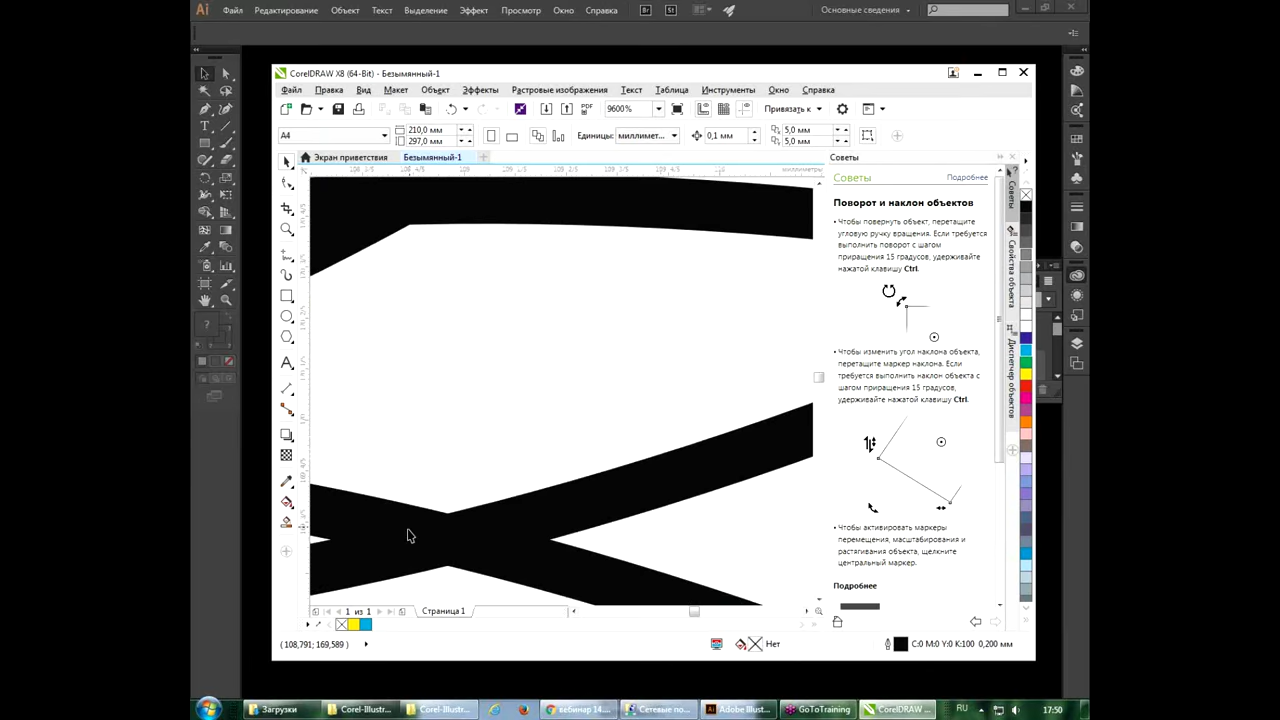 Ai Файл Редактирование Объект Текст Выделение Эффект Просмотр Окно Справка Br St Основные сведения
CorelDRAW X8 (64-Bit) - Безымянный-1
Файл Правка Вид Макет Объект Эффекты Растровые изображения Текст Таблица Инструменты Окно Справка
PDF 9600% Привязать к
A4 210,0 мм 297,0 мм Единицы: миллимет... 0,1 мм 5,0 мм 5,0 мм
Экран приветствия Безымянный-1
миллиметры
Советы
Советы Подробнее
Поворот и наклон объектов
• Чтобы повернуть объект, перетащите
угловую ручку вращения. Если требуется
выполнить поворот с шагом
приращения 15 градусов, удерживайте
нажатой клавишу Ctrl.
• Чтобы изменить угол наклона объекта,
перетащите маркер наклона. Если
требуется выполнить наклон объекта с
шагом приращения 15 градусов,
удерживайте нажатой клавишу Ctrl.
• Чтобы активировать маркеры
перемещения, масштабирования и
растягивания объекта, щелкните
центральный маркер.
Подробнее
Советы
Свойства объекта
Диспетчер объектов
1 из 1 Страница 1
( 108,791; 169,589 ) Нет C:0 M:0 Y:0 K:100 0,200 мм
Загрузки Corel-Illustr... Corel-Illustr... вебинар I4... Сетевые по... Adobe Illust... GoToTraining CorelDRAW ... RU 17:50